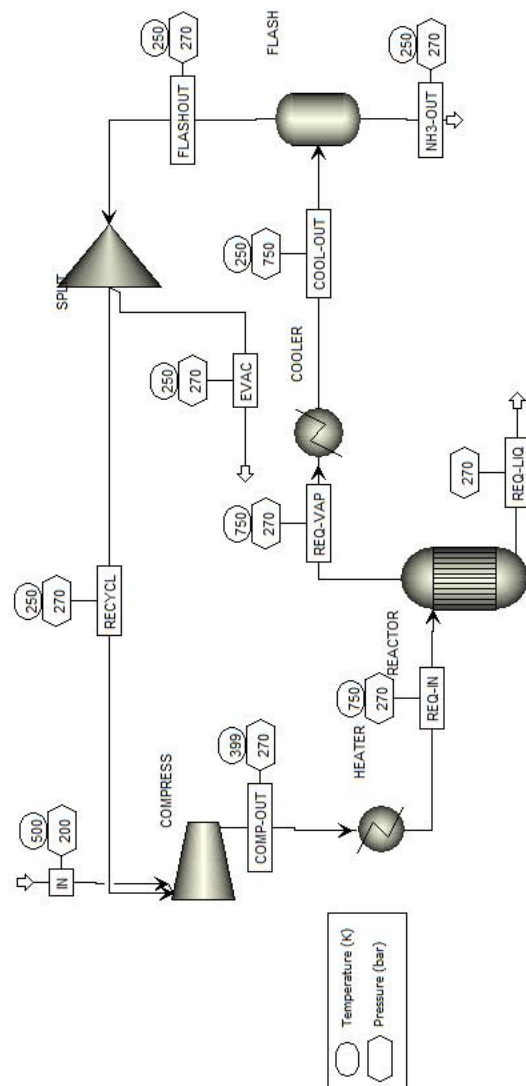 500
200
IN
250
270
RECYCL
250
270
FLASHOUT
SPLIT
FLASH
COMPRESS
399
270
COMP-OUT
250
270
EVAC
250
750
COOL-OUT
COOLER
250
270
NH3-OUT
HEATER
750
270
REQ-IN
REACTOR
750
270
REQ-VAP
270
REQ-LIQ
Temperature (K)
Pressure (bar)